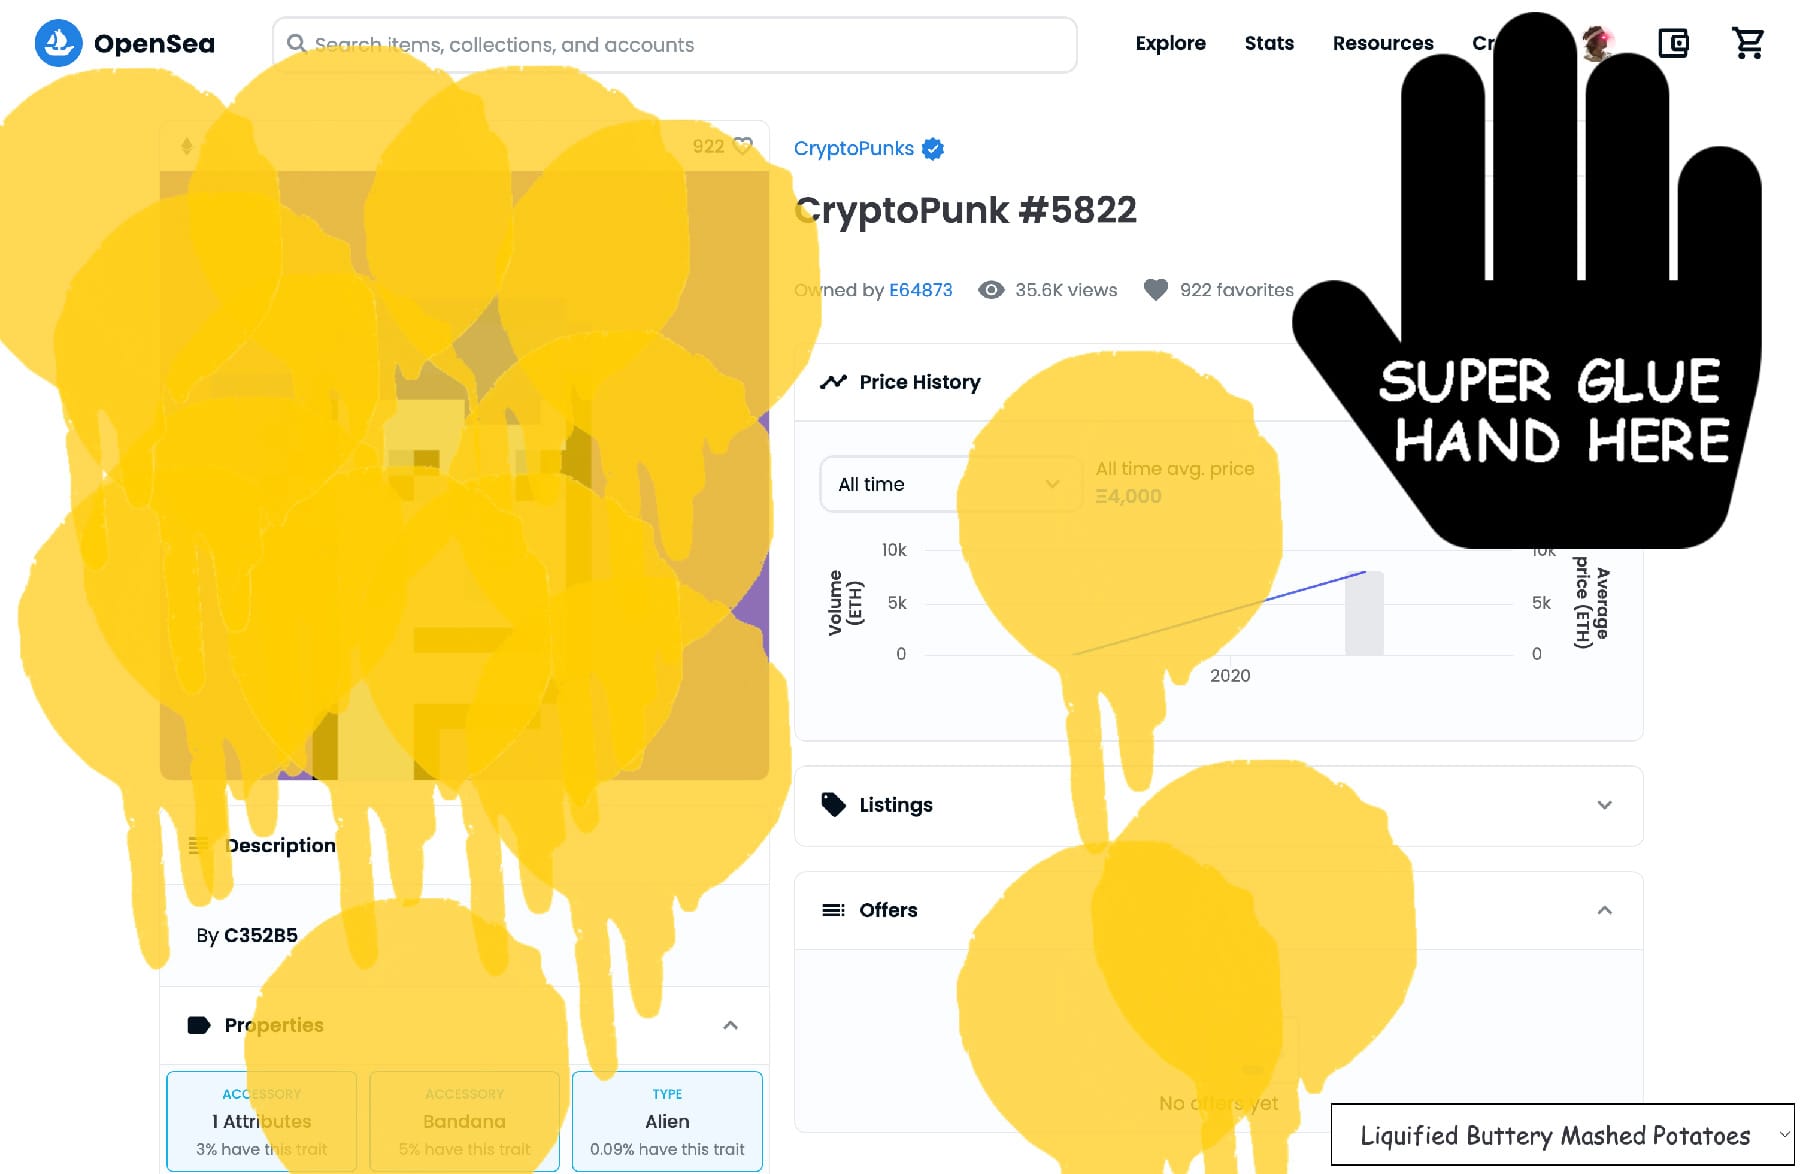 OpenSea
Search items, collections, and accounts
Explore
Stats
Resources
Cr
922
CryptoPunks
CryptoPunk #5822
Owned by E64873
35.6K views
922 favorites
SUPER GLUE
HAND HERE
Price History
All time
All time avg. price
Ξ4,000
Volume
(ETH)
10k
5k
0
2020
10k
5k
0
Average
price (ETH)
Listings
Offers
No offers yet
Description
By C352B5
Properties
ACCESSORY
1 Attributes
3% have this trait
ACCESSORY
Bandana
5% have this trait
TYPE
Alien
0.09% have this trait
Liquified Buttery Mashed Potatoes